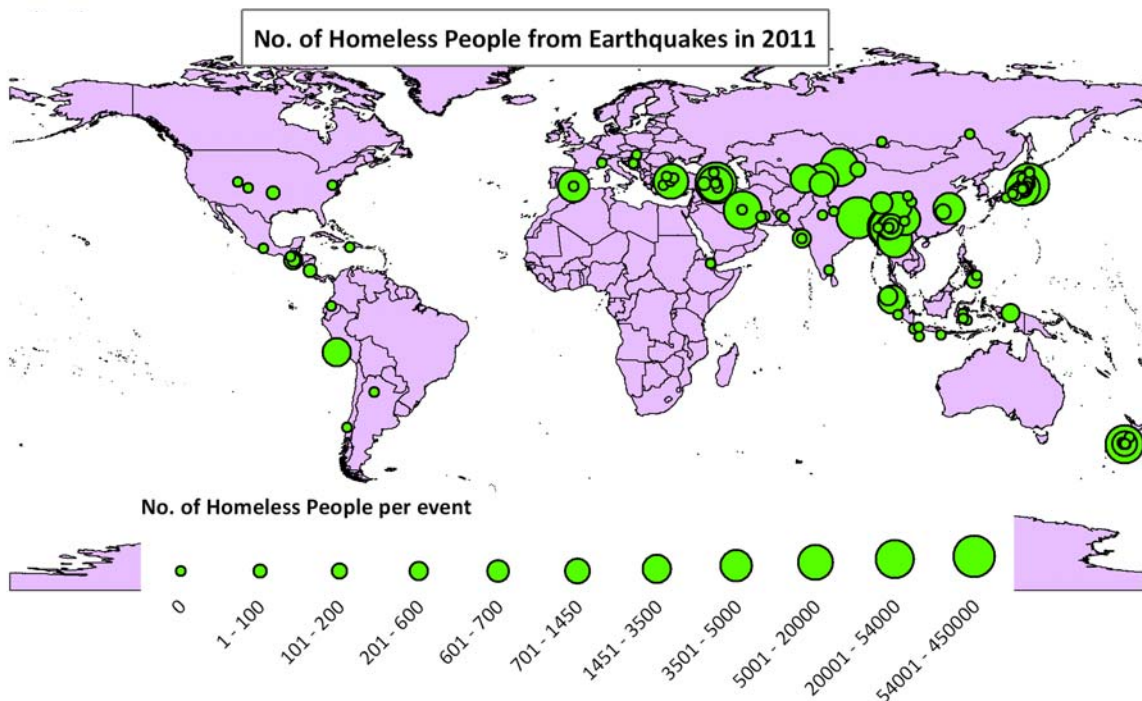 No. of Homeless People from Earthquakes in 2011
No. of Homeless People per event
0
1 - 100
101 - 200
201 - 600
601 - 700
701 - 1450
1451 - 3500
3501 - 5000
5001 - 20000
20001 - 54000
54001 - 450000